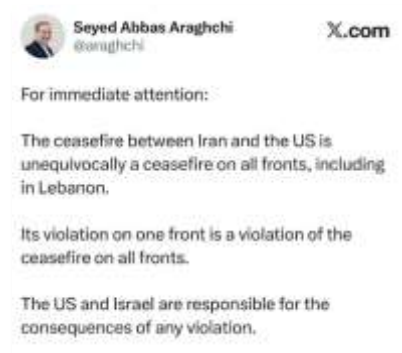 Seyed Abbas Araghchi
X.com
@araghchi
For immediate attention:
The ceasefire between Iran and the US is
unequivocally a ceasefire on all fronts, including
in Lebanon.
Its violation on one front is a violation of the
ceasefire on all fronts.
The US and Israel are responsible for the
consequences of any violation.